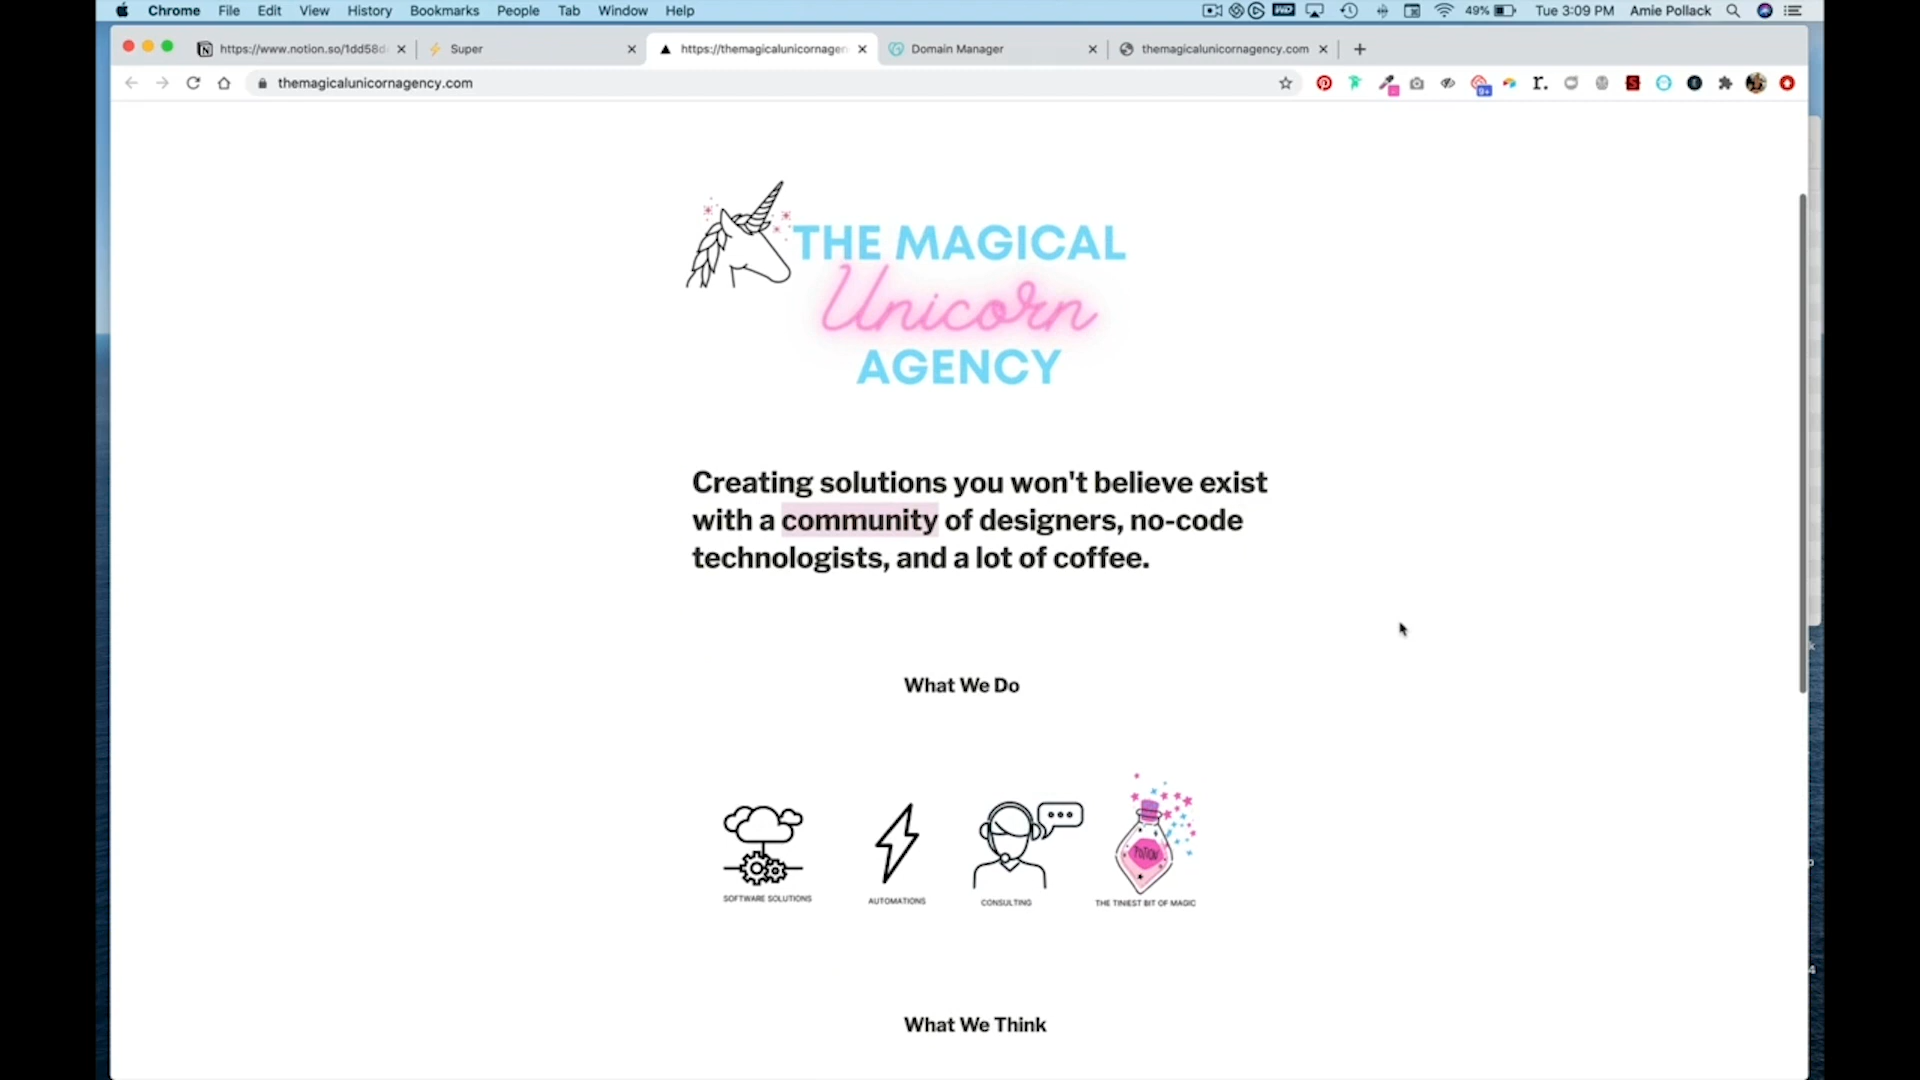 Chrome File Edit View History Bookmarks People Tab Window Help 49% Tue 3:09 PM Amie Pollack
https://www.notion.so/1dd58d Super https://themagicalunicornagen Domain Manager themagicalunicornagency.com
themagicalunicornagency.com
THE MAGICAL
Unicorn
AGENCY
Creating solutions you won't believe exist
with a community of designers, no-code
technologists, and a lot of coffee.
What We Do
POTION
SOFTWARE SOLUTIONS AUTOMATIONS CONSULTING THE TINIEST BIT OF MAGIC
What We Think